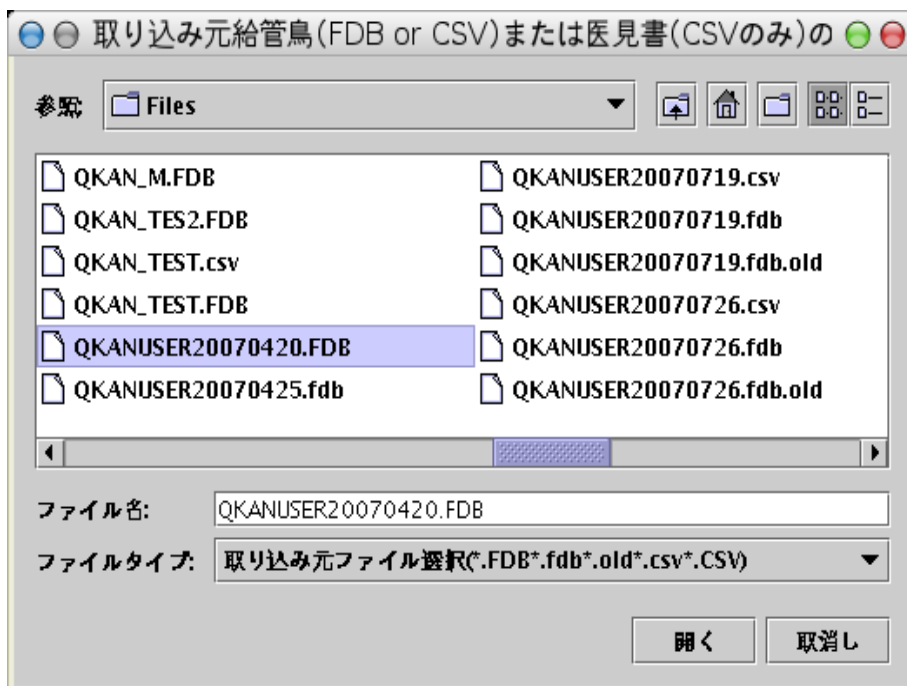 取り込み元給管鳥(FDB or CSV)または医見書(CSVのみ)の
参照: Files
QKAN_M.FDB
QKAN_TES2.FDB
QKAN_TEST.csv
QKAN_TEST.FDB
QKANUSER20070420.FDB
QKANUSER20070425.fdb
QKANUSER20070719.csv
QKANUSER20070719.fdb
QKANUSER20070719.fdb.old
QKANUSER20070726.csv
QKANUSER20070726.fdb
QKANUSER20070726.fdb.old
ファイル名: QKANUSER20070420.FDB
ファイルタイプ: 取り込み元ファイル選択(*.FDB*.fdb*.old*.csv*.CSV)
開く 取消し